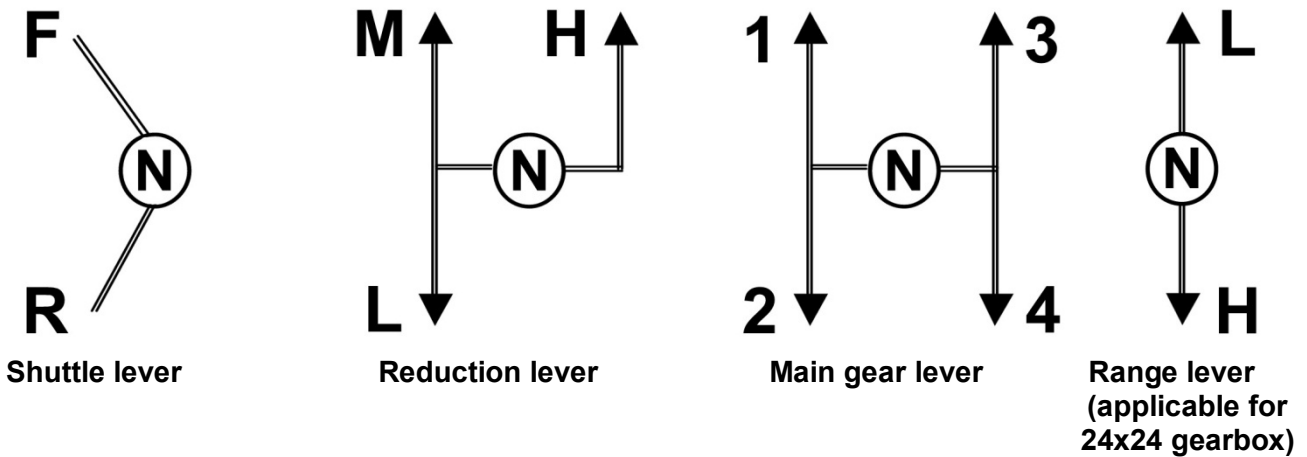 F
N
R
Shuttle lever
M H
N
L
Reduction lever
1 3
N
2 4
Main gear lever
L
N
H
Range lever
(applicable for
24x24 gearbox)